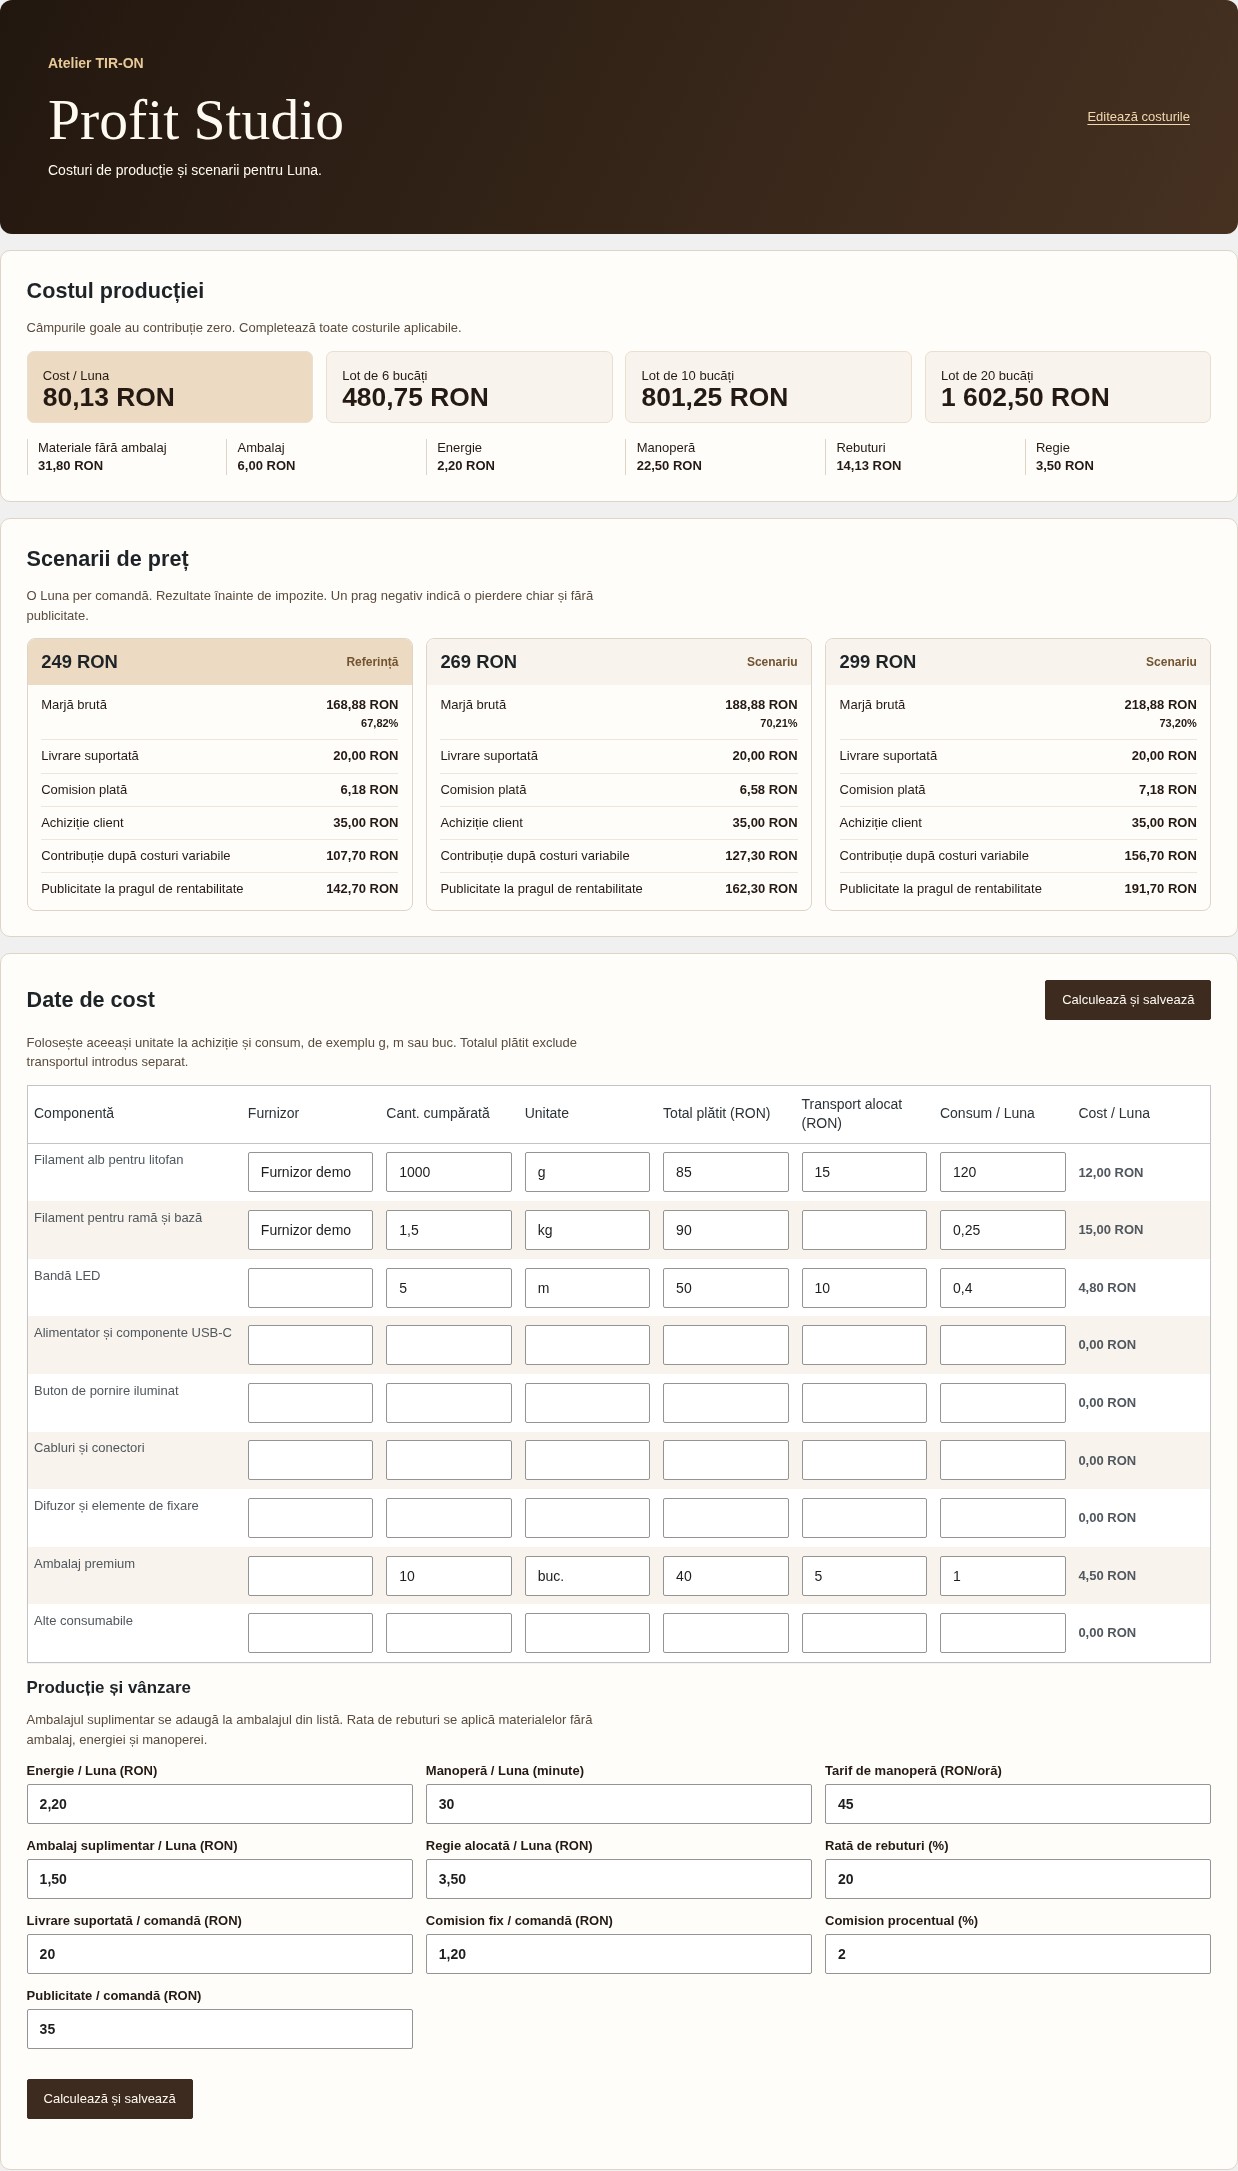 Atelier TIR-ON
Profit Studio
Costuri de producție și scenarii pentru Luna.
Editează costurile
Costul producției
Câmpurile goale au contribuție zero. Completează toate costurile aplicabile.
Cost / Luna
80,13 RON
Lot de 6 bucăți
480,75 RON
Lot de 10 bucăți
801,25 RON
Lot de 20 bucăți
1 602,50 RON
Materiale fără ambalaj
31,80 RON
Ambalaj
6,00 RON
Energie
2,20 RON
Manoperă
22,50 RON
Rebuturi
14,13 RON
Regie
3,50 RON
Scenarii de preț
O Luna per comandă. Rezultate înainte de impozite. Un prag negativ indică o pierdere chiar și fără
publicitate.
249 RON Referință
Marjă brută 168,88 RON
67,82%
Livrare suportată 20,00 RON
Comision plată 6,18 RON
Achiziție client 35,00 RON
Contribuție după costuri variabile 107,70 RON
Publicitate la pragul de rentabilitate 142,70 RON
269 RON Scenariu
Marjă brută 188,88 RON
70,21%
Livrare suportată 20,00 RON
Comision plată 6,58 RON
Achiziție client 35,00 RON
Contribuție după costuri variabile 127,30 RON
Publicitate la pragul de rentabilitate 162,30 RON
299 RON Scenariu
Marjă brută 218,88 RON
73,20%
Livrare suportată 20,00 RON
Comision plată 7,18 RON
Achiziție client 35,00 RON
Contribuție după costuri variabile 156,70 RON
Publicitate la pragul de rentabilitate 191,70 RON
Date de cost
Calculează și salvează
Folosește aceeași unitate la achiziție și consum, de exemplu g, m sau buc. Totalul plătit exclude
transportul introdus separat.
Componentă Furnizor Cant. cumpărată Unitate Total plătit (RON) Transport alocat (RON) Consum / Luna Cost / Luna
Filament alb pentru litofan Furnizor demo 1000 g 85 15 120 12,00 RON
Filament pentru ramă și bază Furnizor demo 1,5 kg 90 0,25 15,00 RON
Bandă LED 5 m 50 10 0,4 4,80 RON
Alimentator și componente USB-C 0,00 RON
Buton de pornire iluminat 0,00 RON
Cabluri și conectori 0,00 RON
Difuzor și elemente de fixare 0,00 RON
Ambalaj premium 10 buc. 40 5 1 4,50 RON
Alte consumabile 0,00 RON
Producție și vânzare
Ambalajul suplimentar se adaugă la ambalajul din listă. Rata de rebuturi se aplică materialelor fără
ambalaj, energiei și manoperei.
Energie / Luna (RON)
2,20
Manoperă / Luna (minute)
30
Tarif de manoperă (RON/oră)
45
Ambalaj suplimentar / Luna (RON)
1,50
Regie alocată / Luna (RON)
3,50
Rată de rebuturi (%)
20
Livrare suportată / comandă (RON)
20
Comision fix / comandă (RON)
1,20
Comision procentual (%)
2
Publicitate / comandă (RON)
35
Calculează și salvează